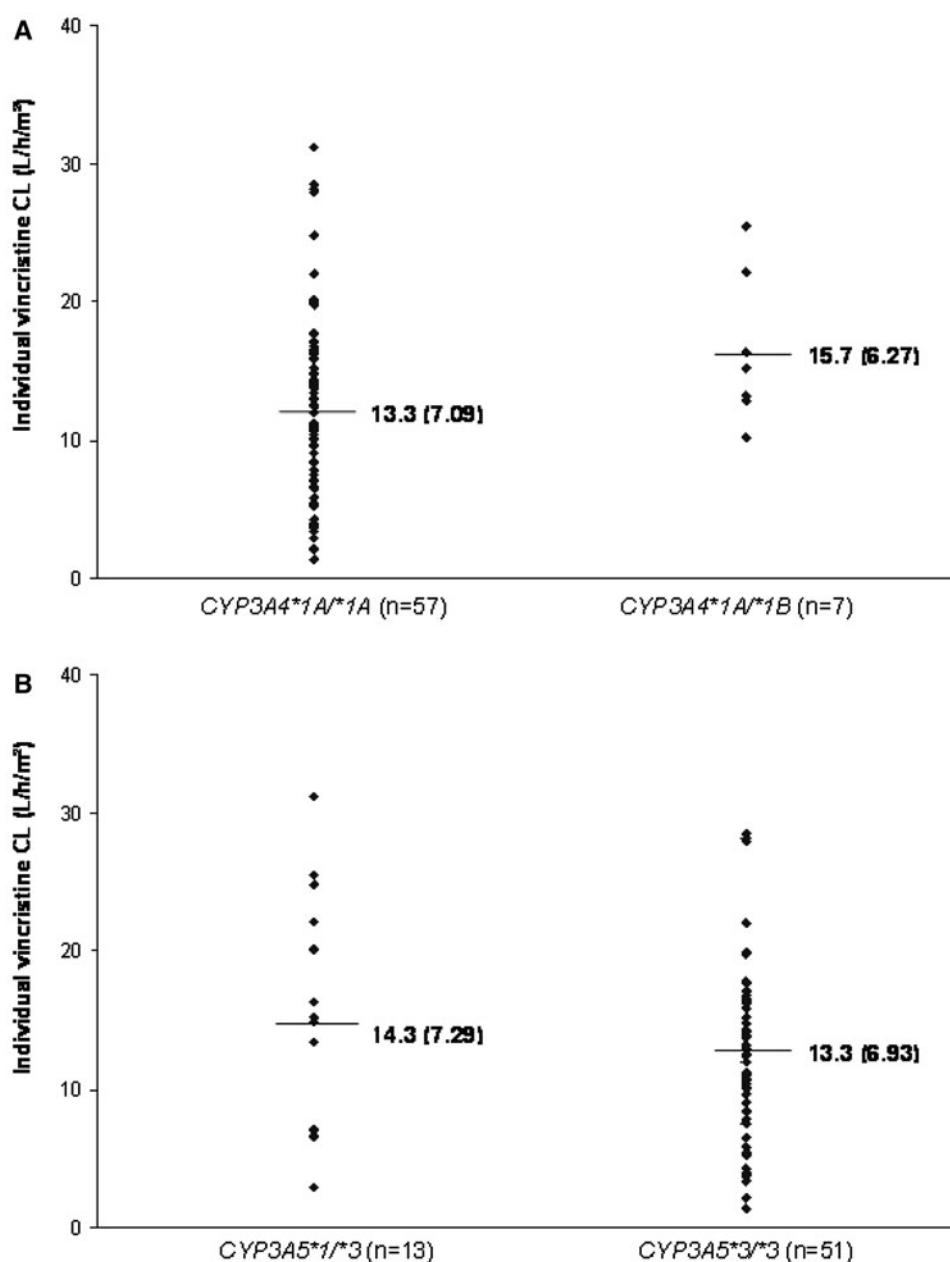 A
Individual vincristine CL (L/h/m²)
40
30
20
10
0
13.3 (7.09)
15.7 (6.27)
CYP3A4*1A/*1A (n=57)
CYP3A4*1A/*1B (n=7)
B
Individual vincristine CL (L/h/m²)
40
30
20
10
0
14.3 (7.29)
13.3 (6.93)
CYP3A5*1/*3 (n=13)
CYP3A5*3/*3 (n=51)